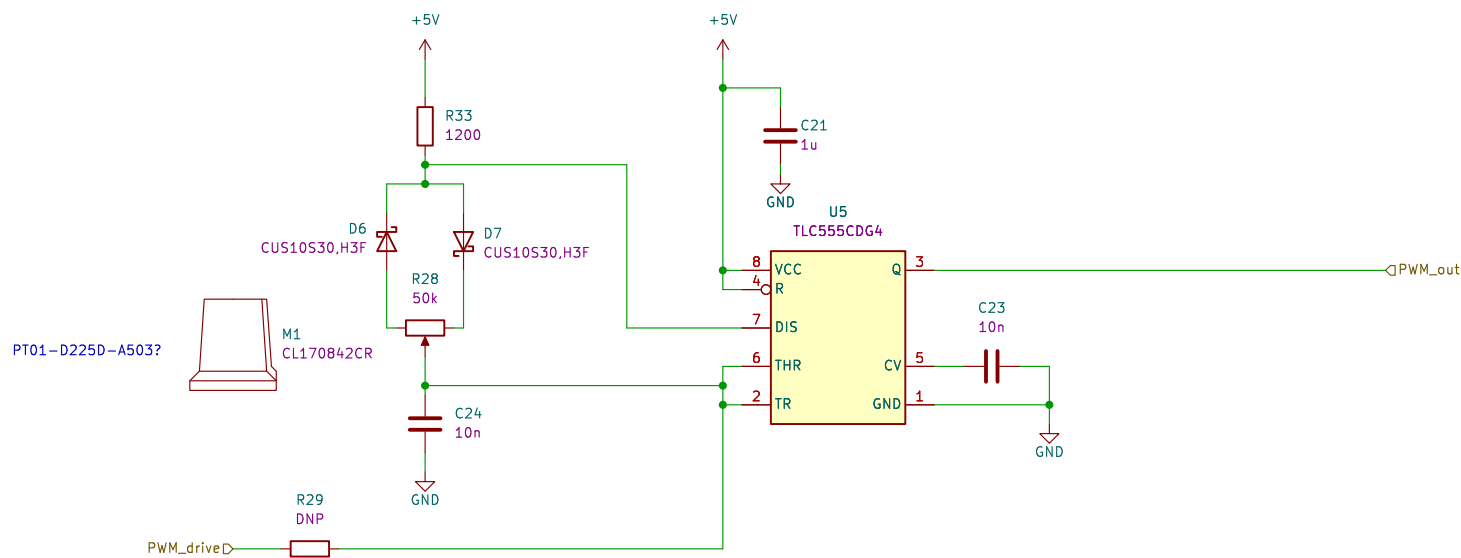 +5V
+5V
R33
1200
C21
1u
GND
U5
TLC555CDG4
D6
CUS10S30,H3F
D7
CUS10S30,H3F
8
VCC
Q
3
PWM_out
4
R
R28
50k
C23
10n
7
DIS
M1
CL170842CR
PT01-D225D-A503?
6
THR
CV
5
2
TR
GND
1
C24
10n
GND
GND
R29
DNP
PWM_drive